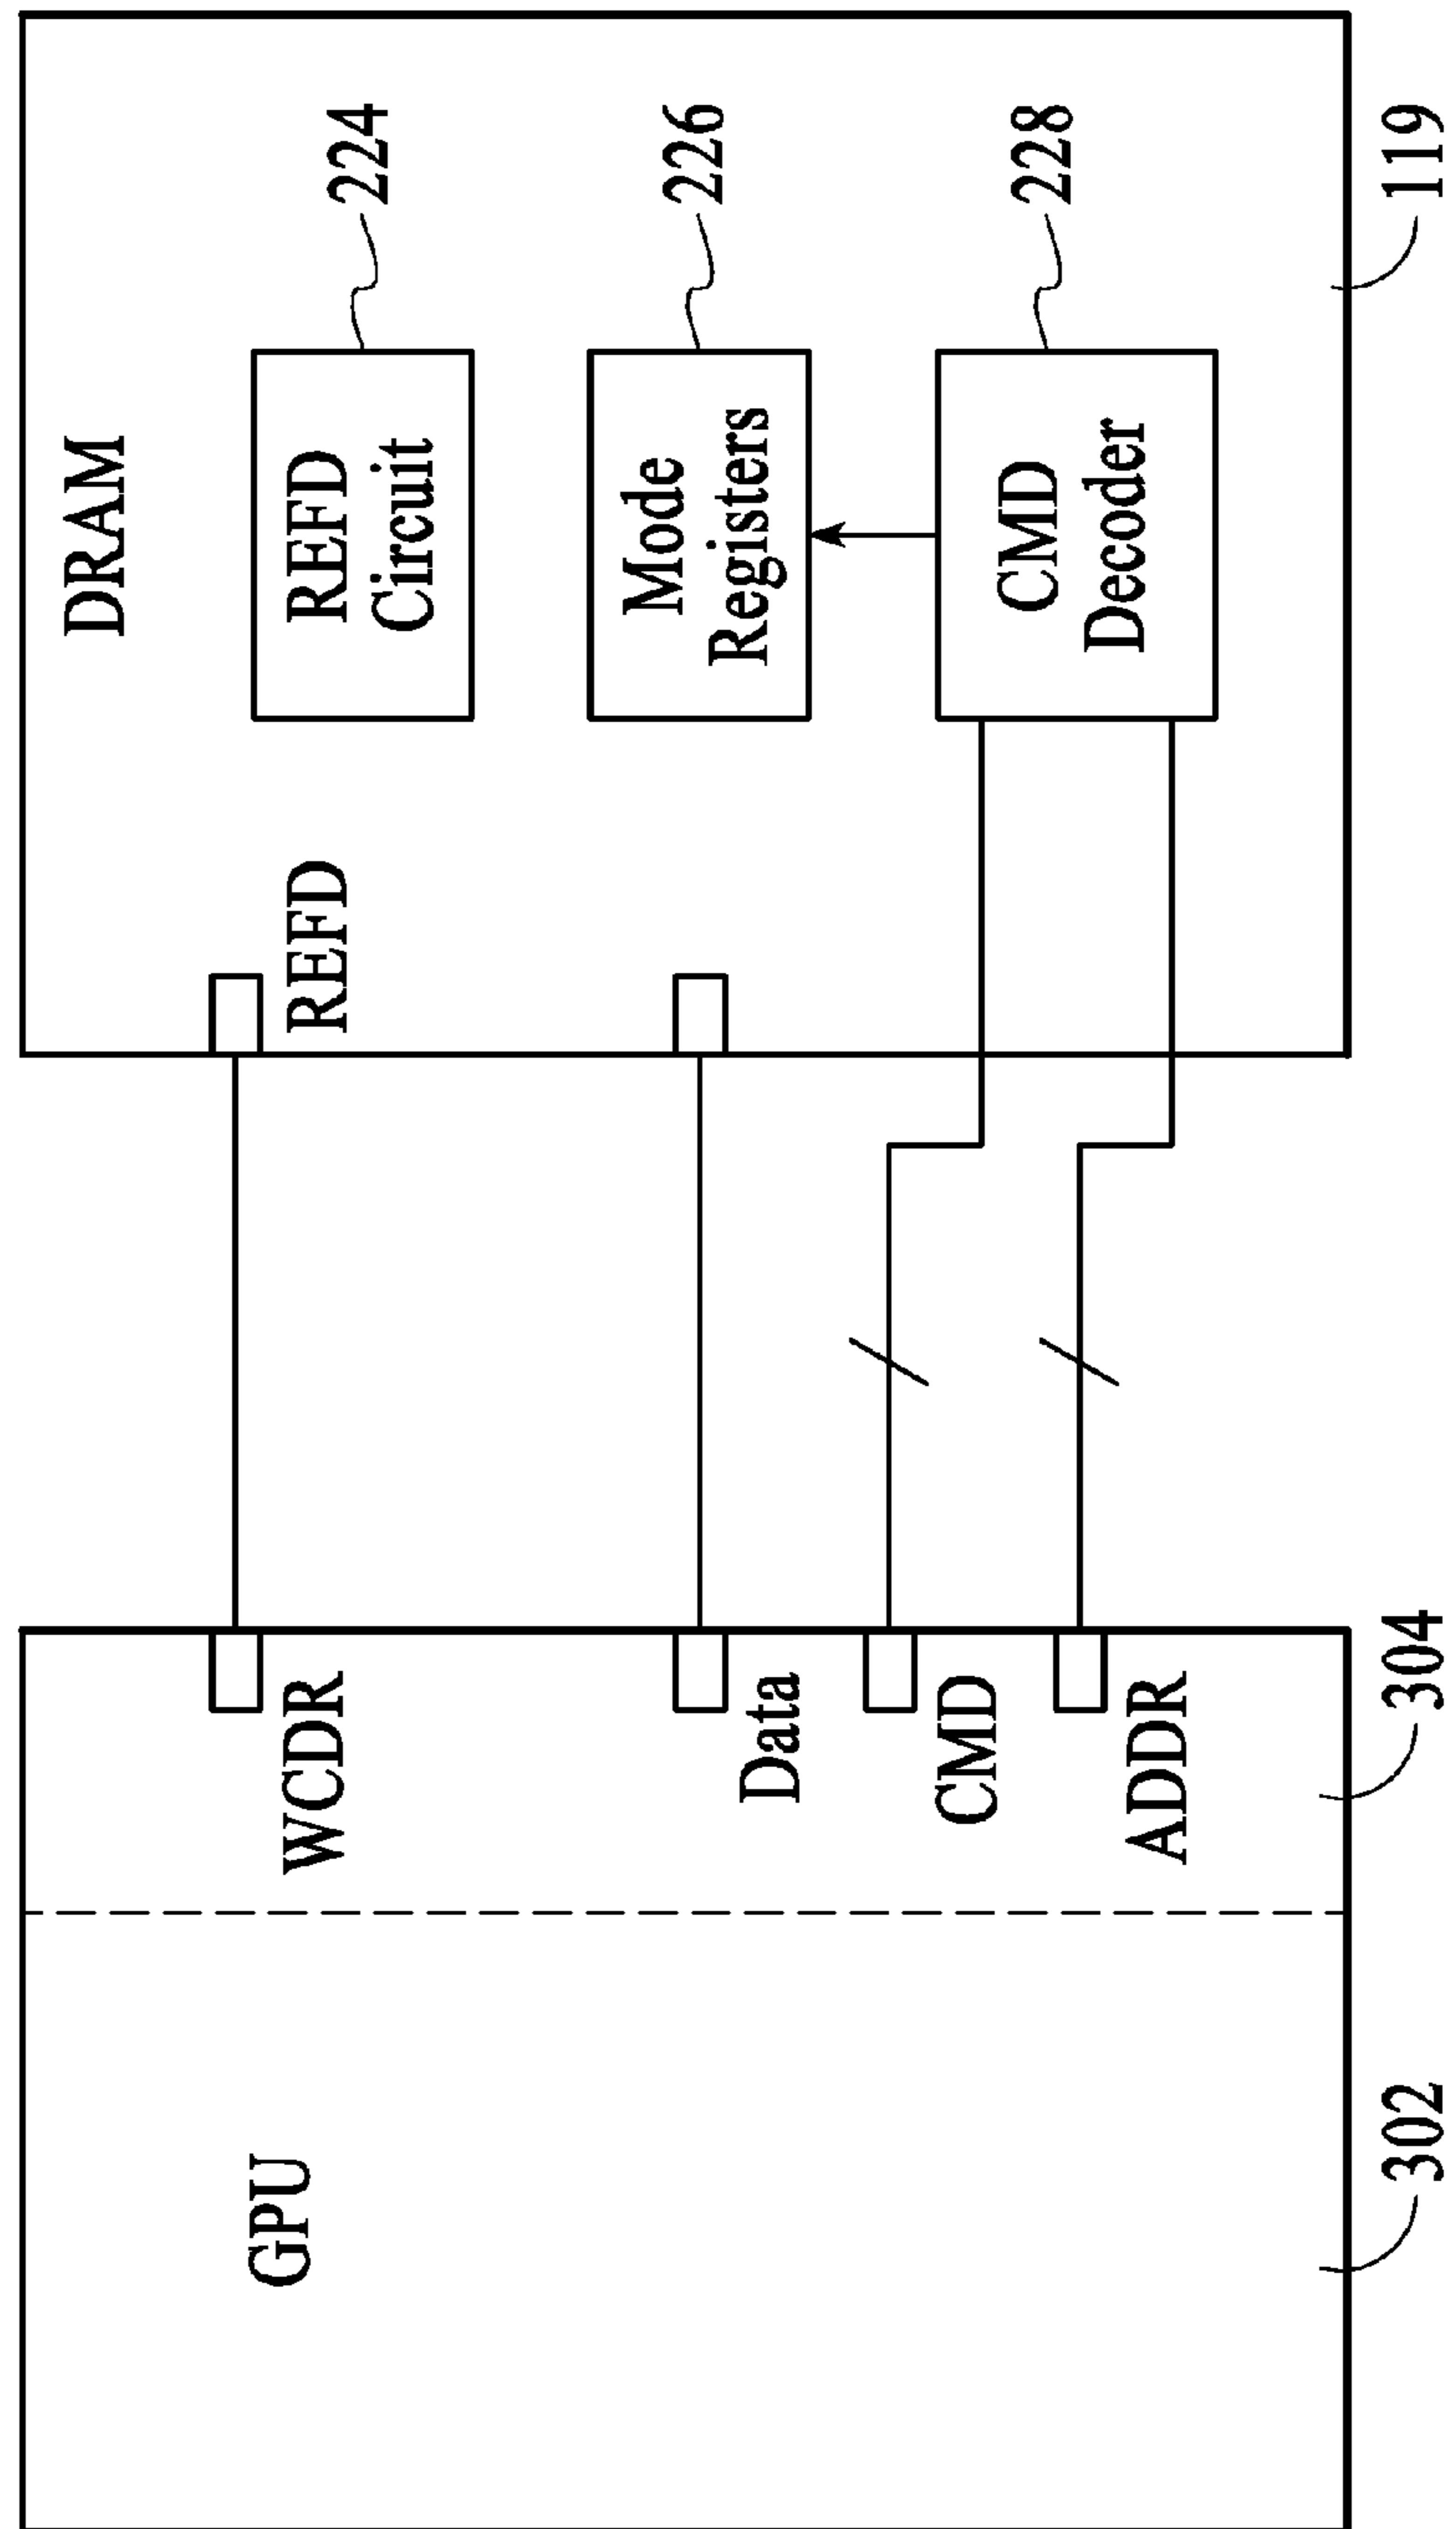 GPU
302
WCDR
Data
CMD
ADDR
304
DRAM
REFD
REFD
Circuit
224
Mode
Registers
226
CMD
Decoder
228
119